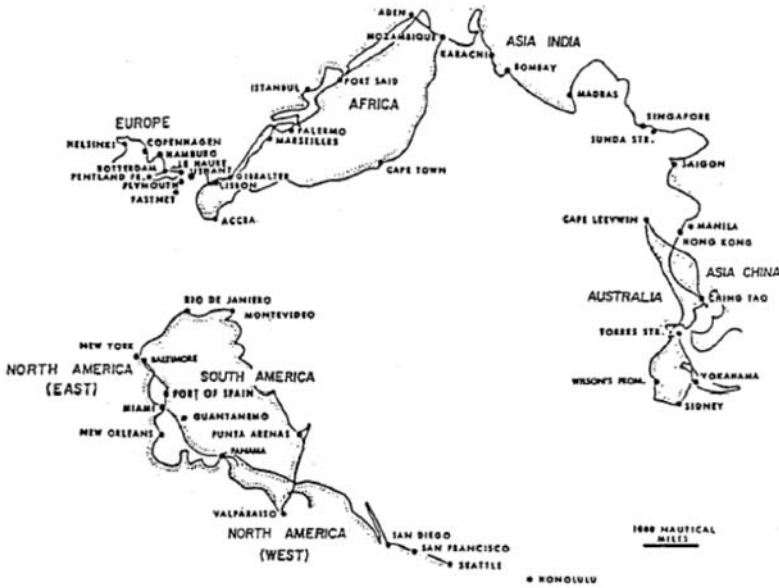 ADEN
MOZAMBIQUE
KARACHI
ASIA INDIA
BOMBAY
ISTANBUL
PORT SAID
MADRAS
AFRICA
SINGAPORE
EUROPE
SUNDA STR.
HELSINKI
COPENHAGEN
HAMBURG
PALERMO
MARSEILLES
LE HAVRE
ROTTERDAM
USHANT
GIBRALTER
CAPE TOWN
SAIGON
PENTLAND FR.
PLYMOUTH
LISBON
FASTNET
ACCRA
CAPE LEEVWIN
MANILA
HONG KONG
ASIA CHINA
AUSTRALIA
CHING TAO
RIO DE JANIERO
MONTEVIDEO
TORRES STR.
NEW YORK
BALTIMORE
NORTH AMERICA
(EAST)
SOUTH AMERICA
WILSON'S PROM.
YOKAHAMA
PORT OF SPAIN
MIAMI
GUANTANEMO
SIDNEY
NEW ORLEANS
PUNTA ARENAS
PANAMA
VALPARAISO
NORTH AMERICA
(WEST)
SAN DIEGO
SAN FRANCISCO
SEATTLE
1000 NAUTICAL
MILES
HONOLULU